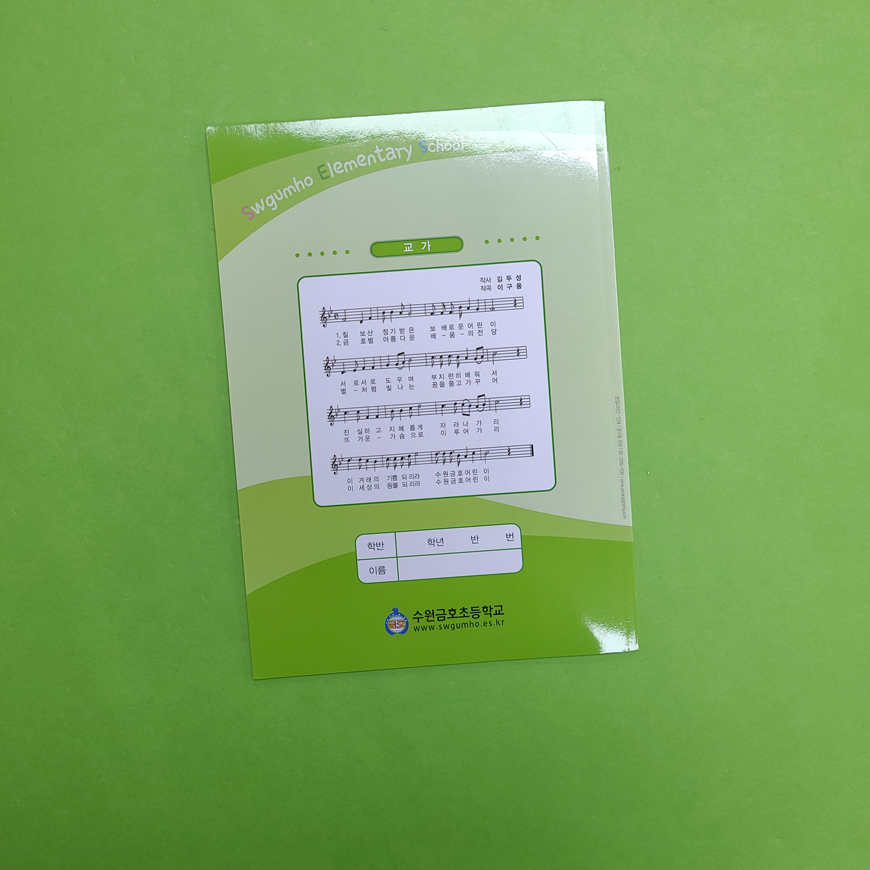 Swgumho Elementary School
교 가
작사 김 두 성
작곡 이 구 용
1. 칠 보산 정기 받 은 보 배로 운 어린 이
2. 금 호벌 아름 다 운 배 - 움 - 의 전 당
서 로서 로 도 우 며 부지 런 히 배 워 서
별 - 처 럼 빛 나 는 꿈을 품고 가 꾸 어
진 실하 고 지 혜 롭게 자 라 나 가 리
뜨 거운 - 가 슴 으로 이 루 어 가 리
이 겨레의 기쁨 되 리라 수원금호어린 이
이 세상의 등불 되 리라 수원금호어린 이
학반 학년 반 번
이름
수원금호초등학교
www.swgumho.es.kr